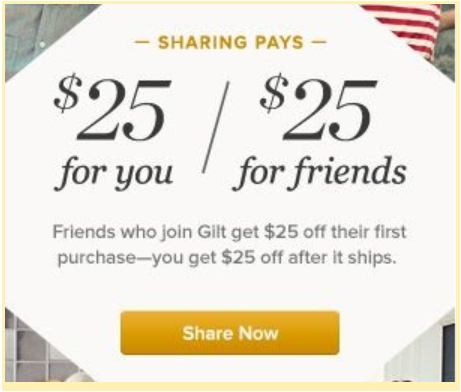 — SHARING PAYS —
$25 / $25
for you for friends
Friends who join Gilt get $25 off their first
purchase—you get $25 off after it ships.
Share Now